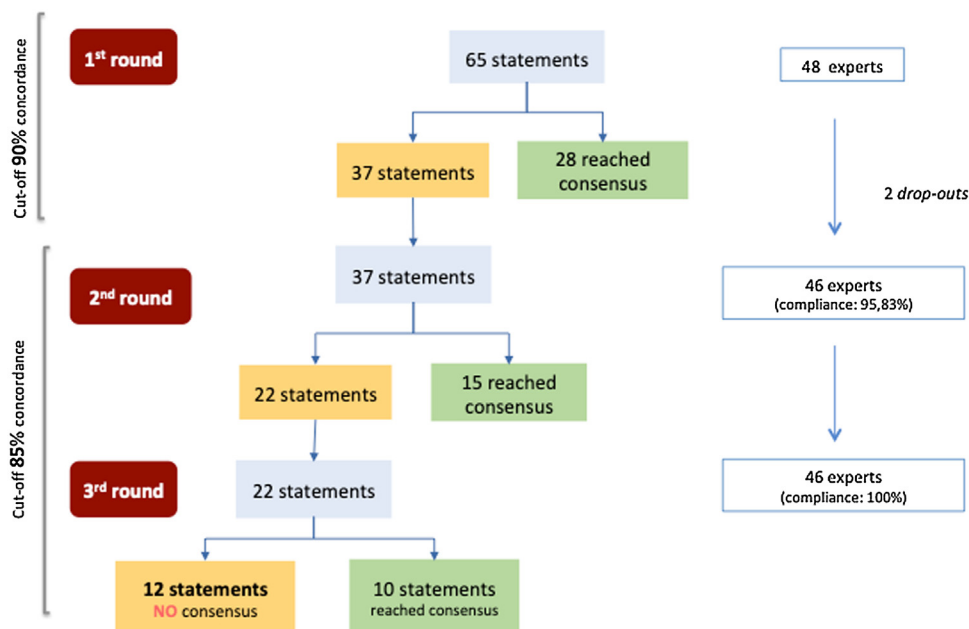 Cut-off 90% concordance
1st round
65 statements
48 experts
37 statements
28 reached
consensus
2 drop-outs
Cut-off 85% concordance
2nd round
37 statements
46 experts
(compliance: 95,83%)
22 statements
15 reached
consensus
3rd round
22 statements
46 experts
(compliance: 100%)
12 statements
NO consensus
10 statements
reached consensus